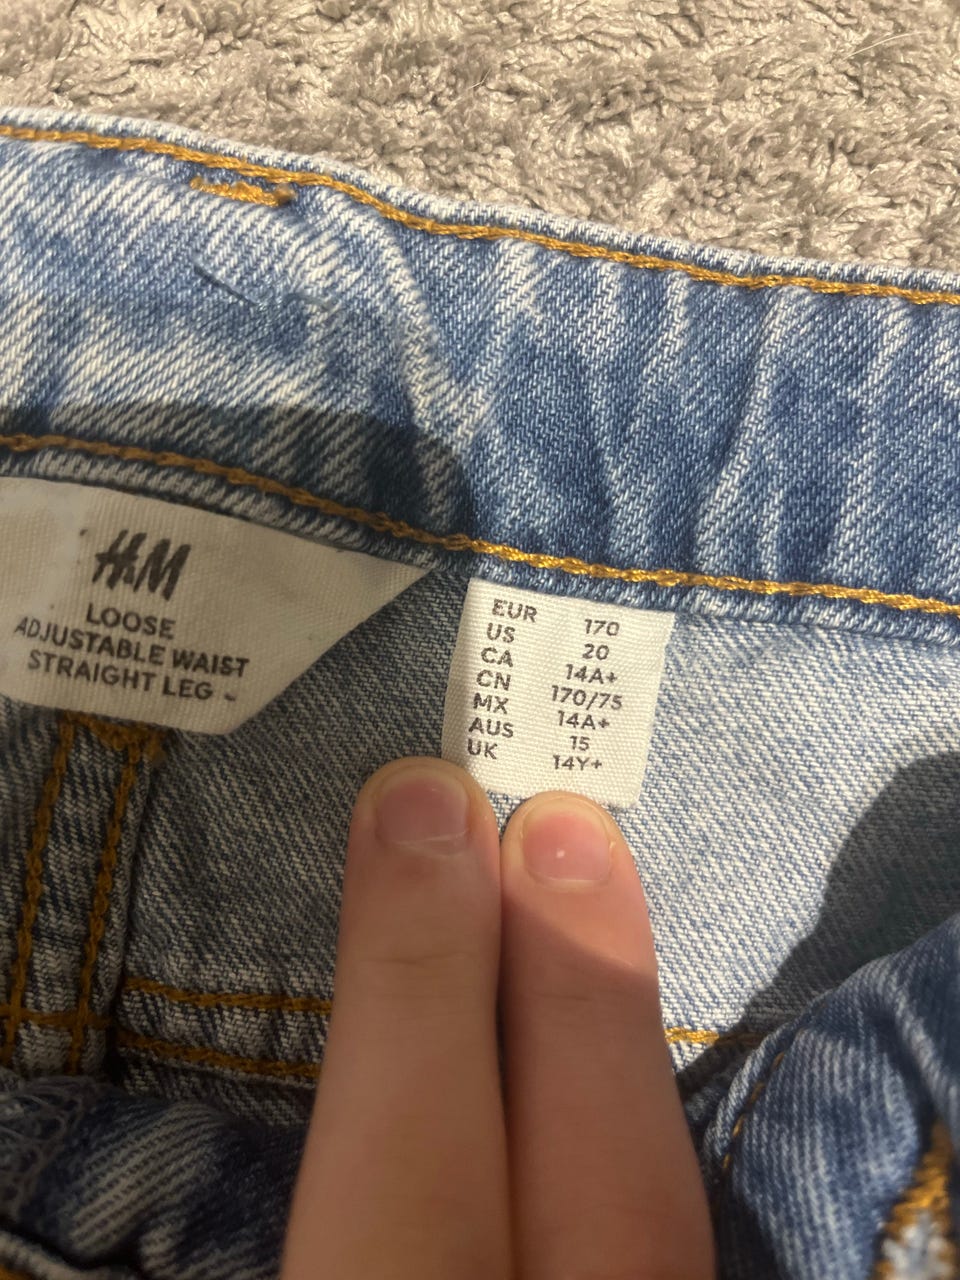 H&M
LOOSE
ADJUSTABLE WAIST
STRAIGHT LEG
EUR 170
US 20
CA 14A+
CN 170/75
MX 14A+
AUS 15
UK 14Y+